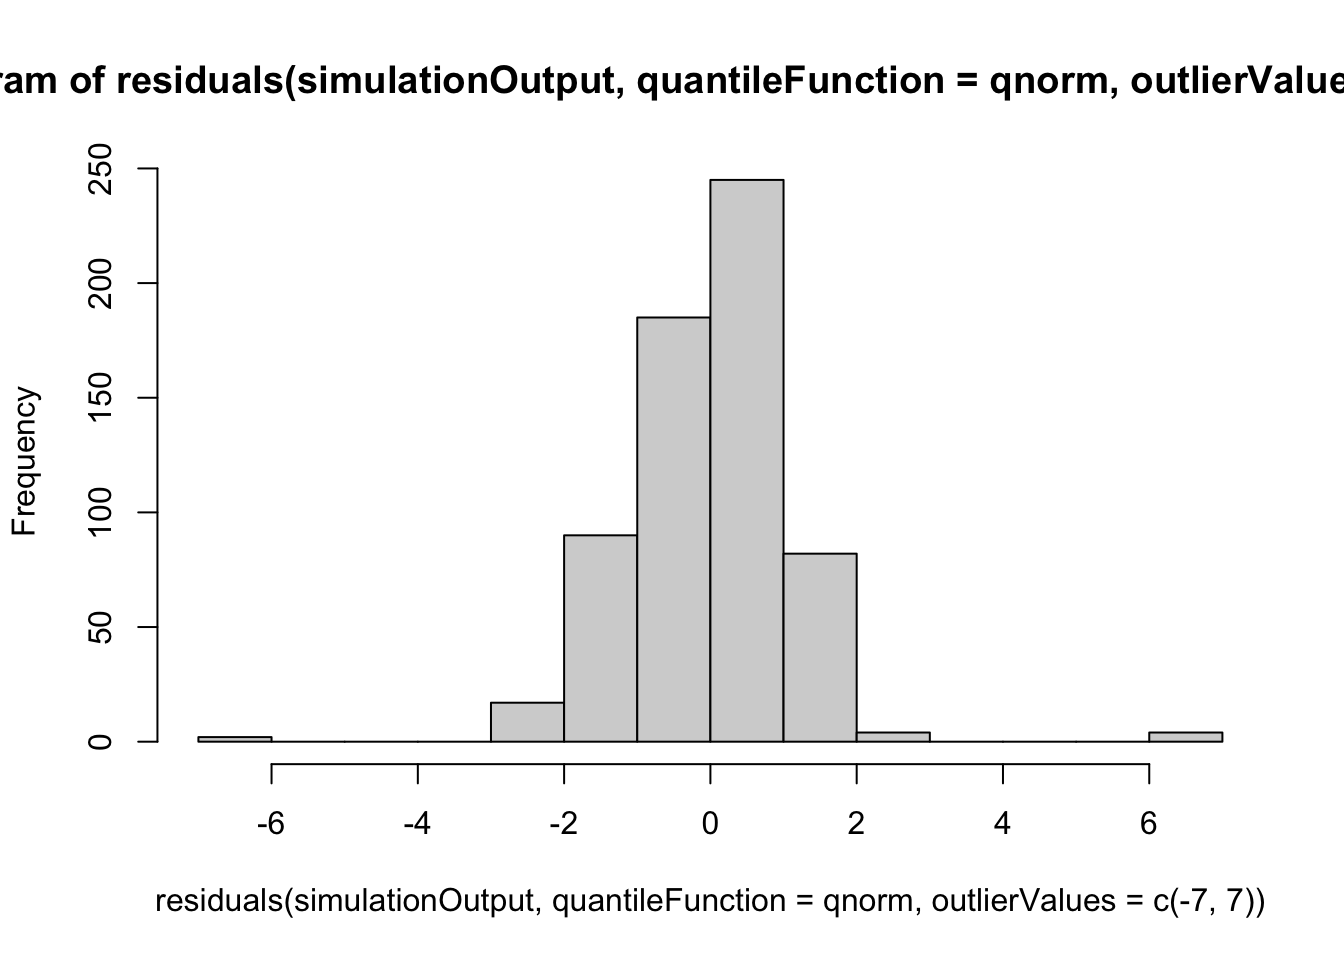 ram of residuals(simulationOutput, quantileFunction = qnorm, outlierValue
Frequency
250
200
150
100
50
0
-6 -4 -2 0 2 4 6
residuals(simulationOutput, quantileFunction = qnorm, outlierValues = c(-7, 7))